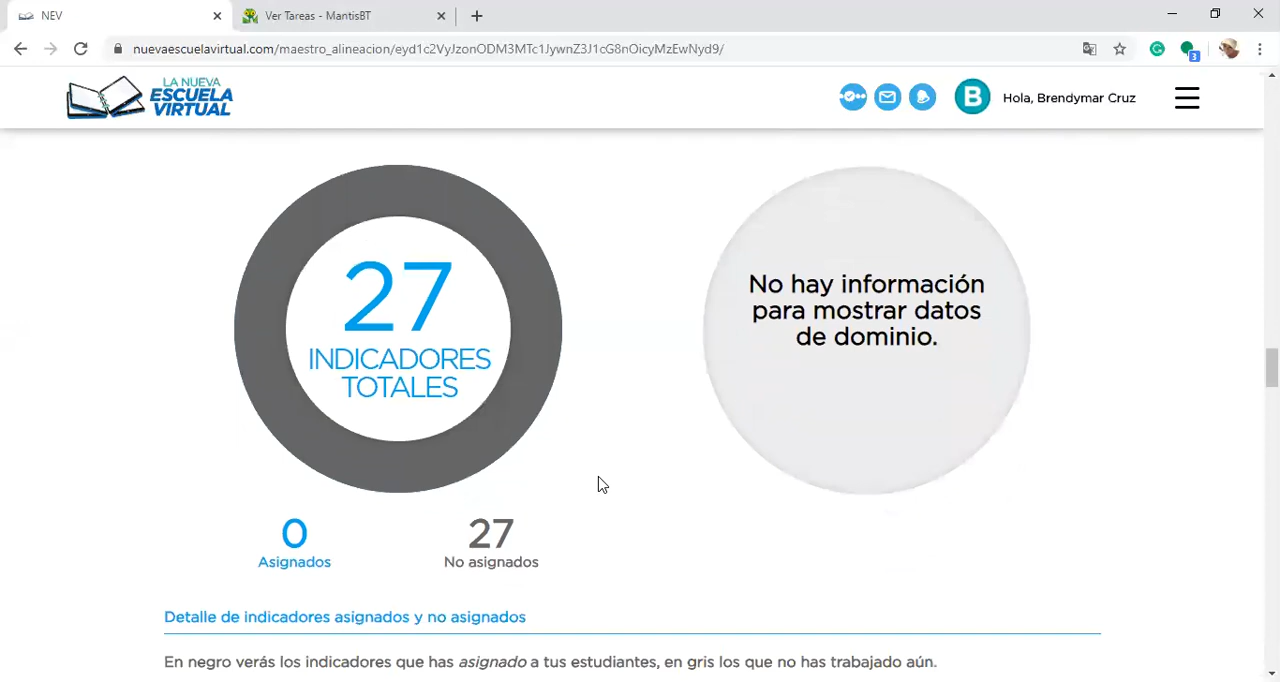 NEV
Ver Tareas - MantisBT
nuevaescuelavirtual.com/maestro_alineacion/eyd1c2VyJzonODM3MTc1JywnZ3J1cG8nOicyMzEwNyd9/
3
LA NUEVA
ESCUELA
VIRTUAL
B
Hola, Brendymar Cruz
27
INDICADORES
TOTALES
No hay información
para mostrar datos
de dominio.
0
Asignados
27
No asignados
Detalle de indicadores asignados y no asignados
En negro verás los indicadores que has asignado a tus estudiantes, en gris los que no has trabajado aún.